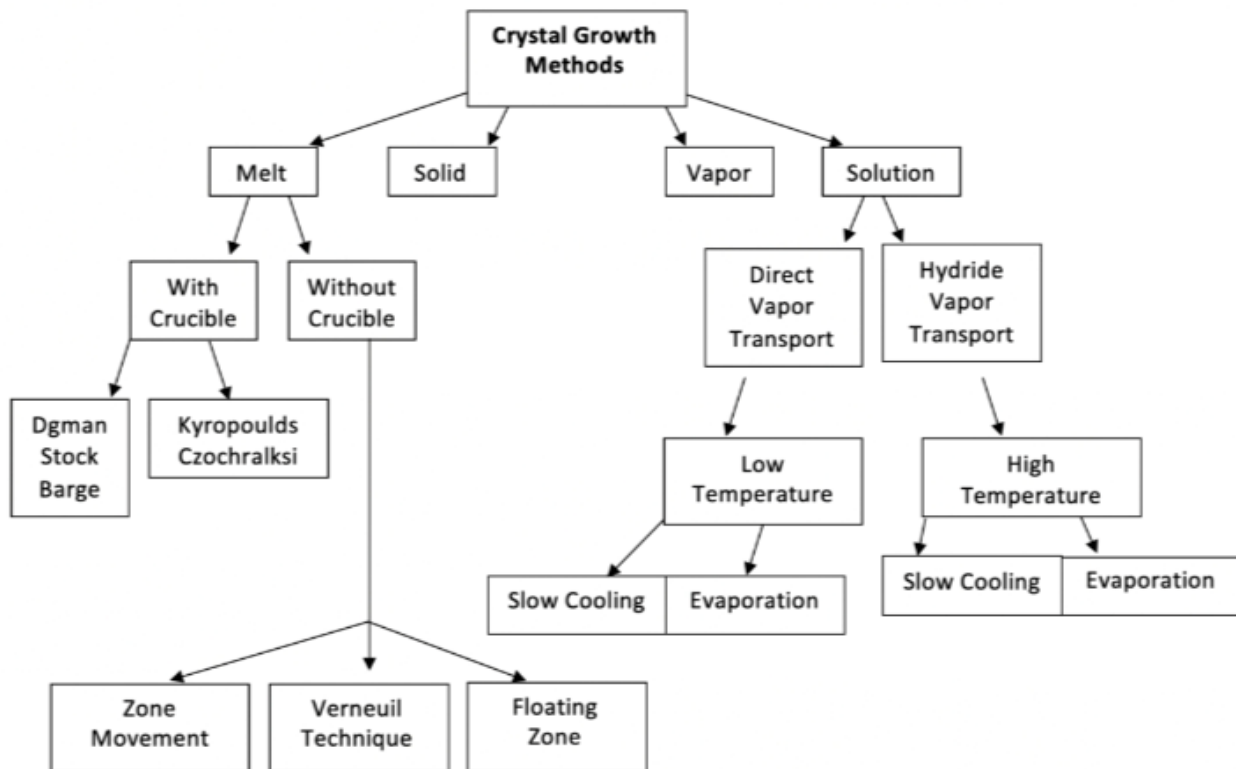 Crystal Growth
Methods
Melt
Solid
Vapor
Solution
With
Crucible
Without
Crucible
Direct
Vapor
Transport
Hydride
Vapor
Transport
Dgman
Stock
Barge
Kyropoulds
Czochralksi
Low
Temperature
High
Temperature
Slow Cooling
Evaporation
Slow Cooling
Evaporation
Zone
Movement
Verneuil
Technique
Floating
Zone